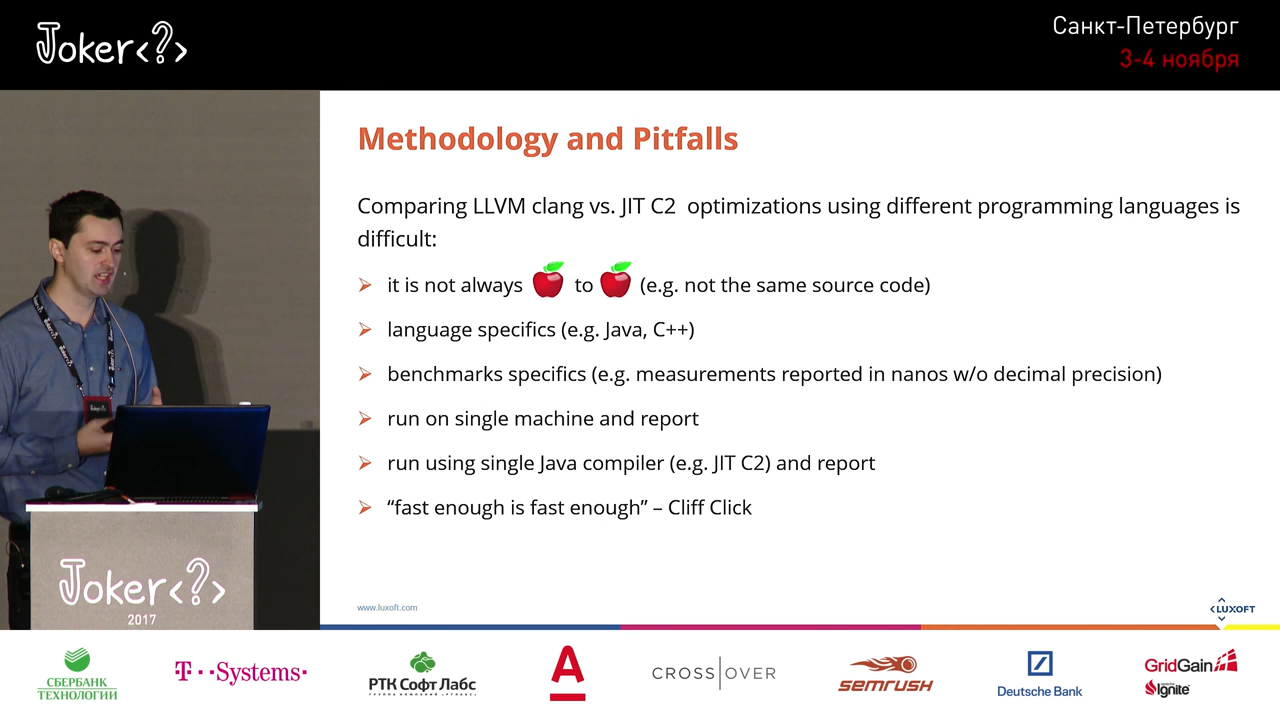 Joker<?>
Санкт-Петербург
3-4 ноября
Methodology and Pitfalls
Comparing LLVM clang vs. JIT C2 optimizations using different programming languages is
difficult:
it is not always to (e.g. not the same source code)
language specifics (e.g. Java, C++)
benchmarks specifics (e.g. measurements reported in nanos w/o decimal precision)
run on single machine and report
run using single Java compiler (e.g. JIT C2) and report
“fast enough is fast enough” – Cliff Click
www.luxoft.com
LUXOFT
Joker<?>
2017
СБЕРБАНК
ТЕХНОЛОГИИ
T··Systems·
РТК Софт Лабс
ГРУППА КОМПАНИЙ «РУСТЕЛ»
А
CROSS|OVER
semrush
Deutsche Bank
GridGain
Ignite